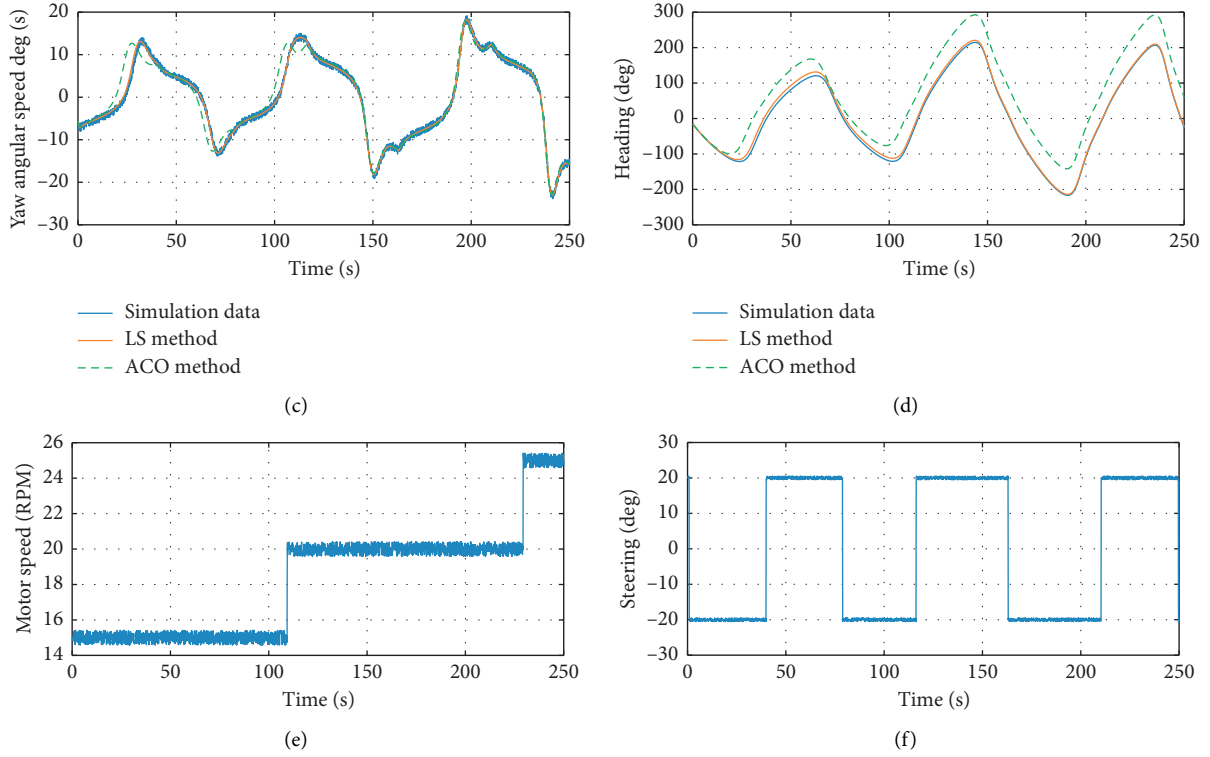 Yaw angular speed deg (s)
20
10
0
−10
−20
−30
0 50 100 150 200 250
Time (s)
Simulation data
LS method
ACO method
(c)
Heading (deg)
300
200
100
0
−100
−200
−300
0 50 100 150 200 250
Time (s)
Simulation data
LS method
ACO method
(d)
Motor speed (RPM)
26
24
22
20
18
16
14
0 50 100 150 200 250
Time (s)
(e)
Steering (deg)
30
20
10
0
−10
−20
−30
0 50 100 150 200 250
Time (s)
(f)